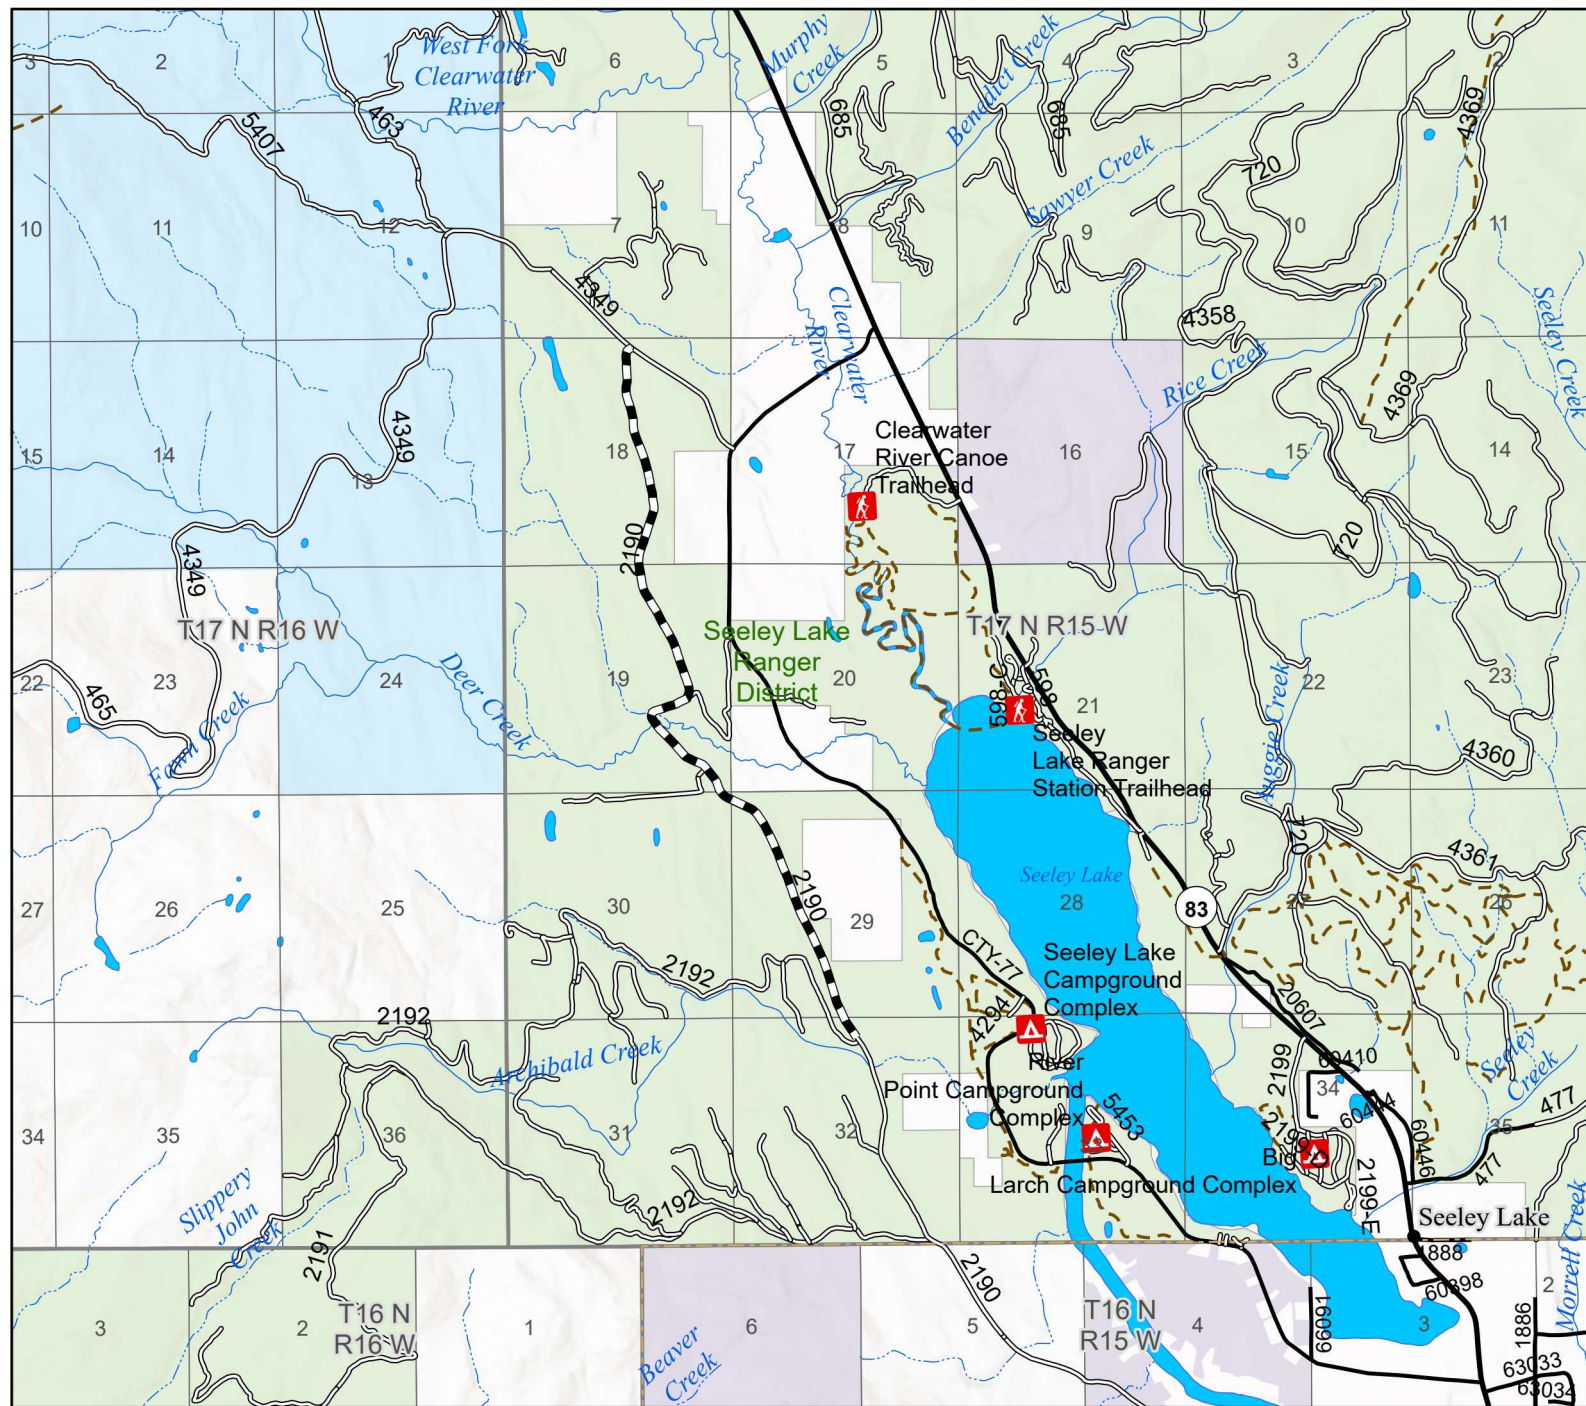 3
2
1
West Fork
Clearwater
River
6
Murphy
Creek
5
Benedict Creek
4
3
2
463
5407
685
685
4369
720
Sawyer Creek
10
11
12
7
8
9
10
11
4349
Clearwater
River
4358
Seeley Creek
Rice Creek
4369
4349
15
14
13
18
17
Clearwater
River Canoe
Trailhead
16
15
14
2190
720
4349
T17 N R16 W
Seeley Lake
Ranger
District
T17 N R15 W
22
465
23
24
Deer Creek
19
20
598
598
21
22
23
Fawn Creek
Seeley
Lake Ranger
Station Trailhead
Auggie Creek
4360
720
4361
Seeley Lake
27
26
25
30
2190
29
28
83
27
26
2192
CTY-77
Seeley Lake
Campground
Complex
20607
4294
2192
Archibald Creek
River
Point Campground
Complex
2199
60410
Seeley
Creek
34
35
36
31
32
5453
34
60444
477
35
33
Big
Larch Campground Complex
60446
477
2199-E
2192
Slippery
John
Creek
2191
Seeley Lake
1888
Morrell Creek
2190
60398
3
2
T16 N
R16 W
1
6
5
T16 N
R15 W
4
66091
3
1886
2
Beaver
Creek
63033
63034